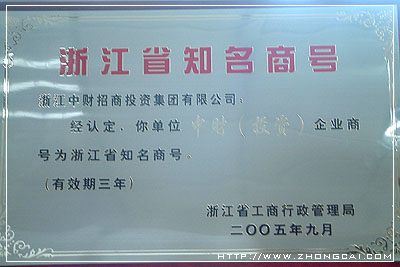 浙江省知名商号
浙江中财招商投资集团有限公司：
经认定、你单位 中财（投资） 企业商
号为浙江省知名商号。
（有效期三年）
浙江省工商行政管理局
二〇〇五年九月
HTTP://WWW.ZHONGCAI.COM